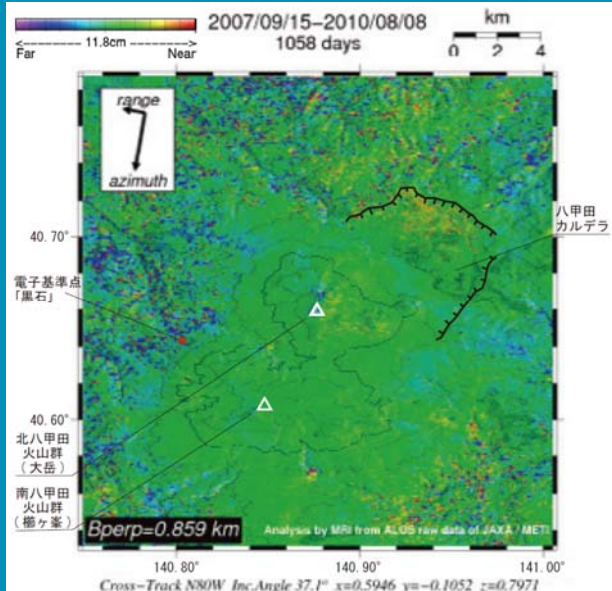 2007/09/15−2010/08/08
1058 days
km
0 2 4
11.8cm
Far
Near
range
azimuth
八甲田
カルデラ
40.70°
電子基準点
「黒石」
40.60°
北八甲田
火山群
（大岳）
南八甲田
火山群
（櫛ヶ峯）
Bperp=0.859 km
Analysis by MRI from ALOS raw data of JAXA / METI
140.80°
140.90°
141.00°
Cross−Track N80W Inc.Angle 37.1° x=0.5946 y=−0.1052 z=0.7971